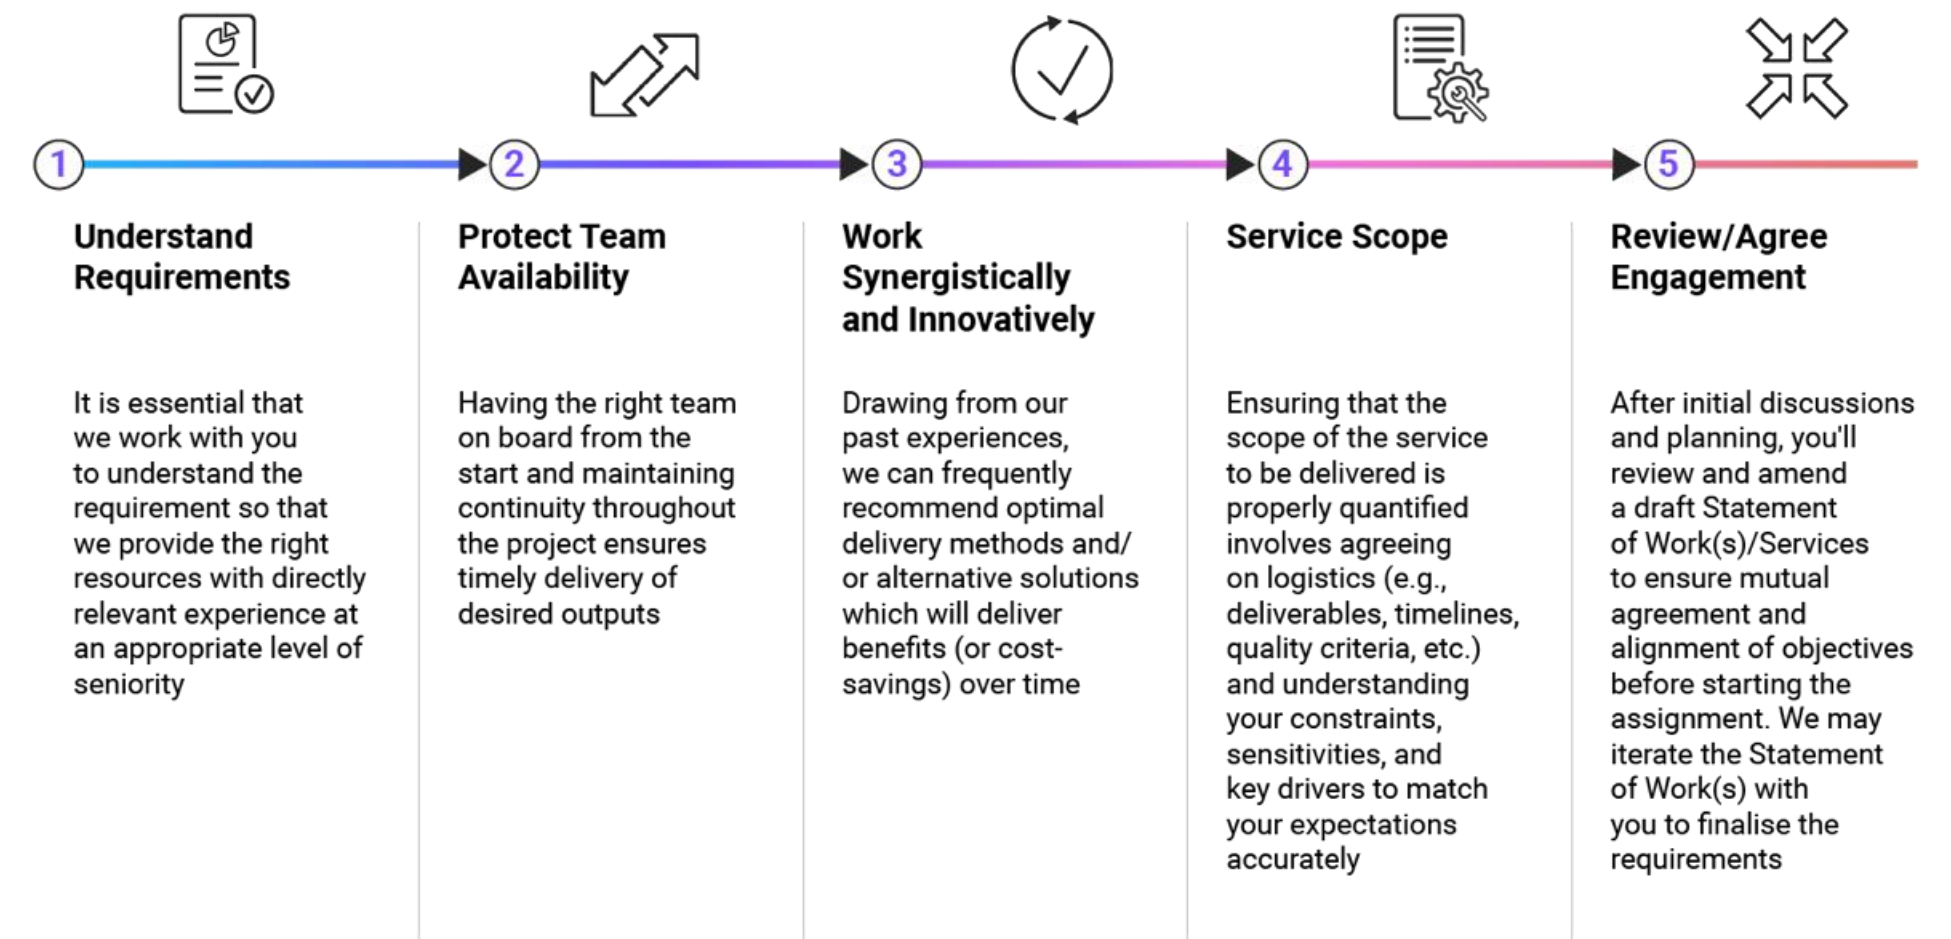 1
2
3
4
5
Understand
Requirements
It is essential that
we work with you
to understand the
requirement so that
we provide the right
resources with directly
relevant experience at
an appropriate level of
seniority
Protect Team
Availability
Having the right team
on board from the
start and maintaining
continuity throughout
the project ensures
timely delivery of
desired outputs
Work
Synergistically
and Innovatively
Drawing from our
past experiences,
we can frequently
recommend optimal
delivery methods and/
or alternative solutions
which will deliver
benefits (or cost-
savings) over time
Service Scope
Ensuring that the
scope of the service
to be delivered is
properly quantified
involves agreeing
on logistics (e.g.,
deliverables, timelines,
quality criteria, etc.)
and understanding
your constraints,
sensitivities, and
key drivers to match
your expectations
accurately
Review/Agree
Engagement
After initial discussions
and planning, you'll
review and amend
a draft Statement
of Work(s)/Services
to ensure mutual
agreement and
alignment of objectives
before starting the
assignment. We may
iterate the Statement
of Work(s) with
you to finalise the
requirements